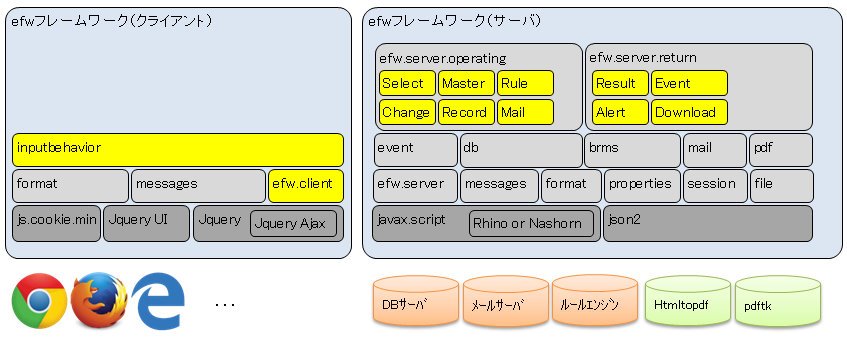 efwフレームワーク(クライアント)
inputbehavior
format
messages
efw.client
js.cookie.min
Jquery UI
Jquery
Jquery Ajax
...
efwフレームワーク(サーバ)
efw.server.operating
Select
Master
Rule
Change
Record
Mail
efw.server.return
Result
Event
Alert
Download
event
db
brms
mail
pdf
efw.server
messages
format
properties
session
file
javax.script
Rhino or Nashorn
json2
DBサーバ
メールサーバ
ルールエンジン
Htmltopdf
pdftk